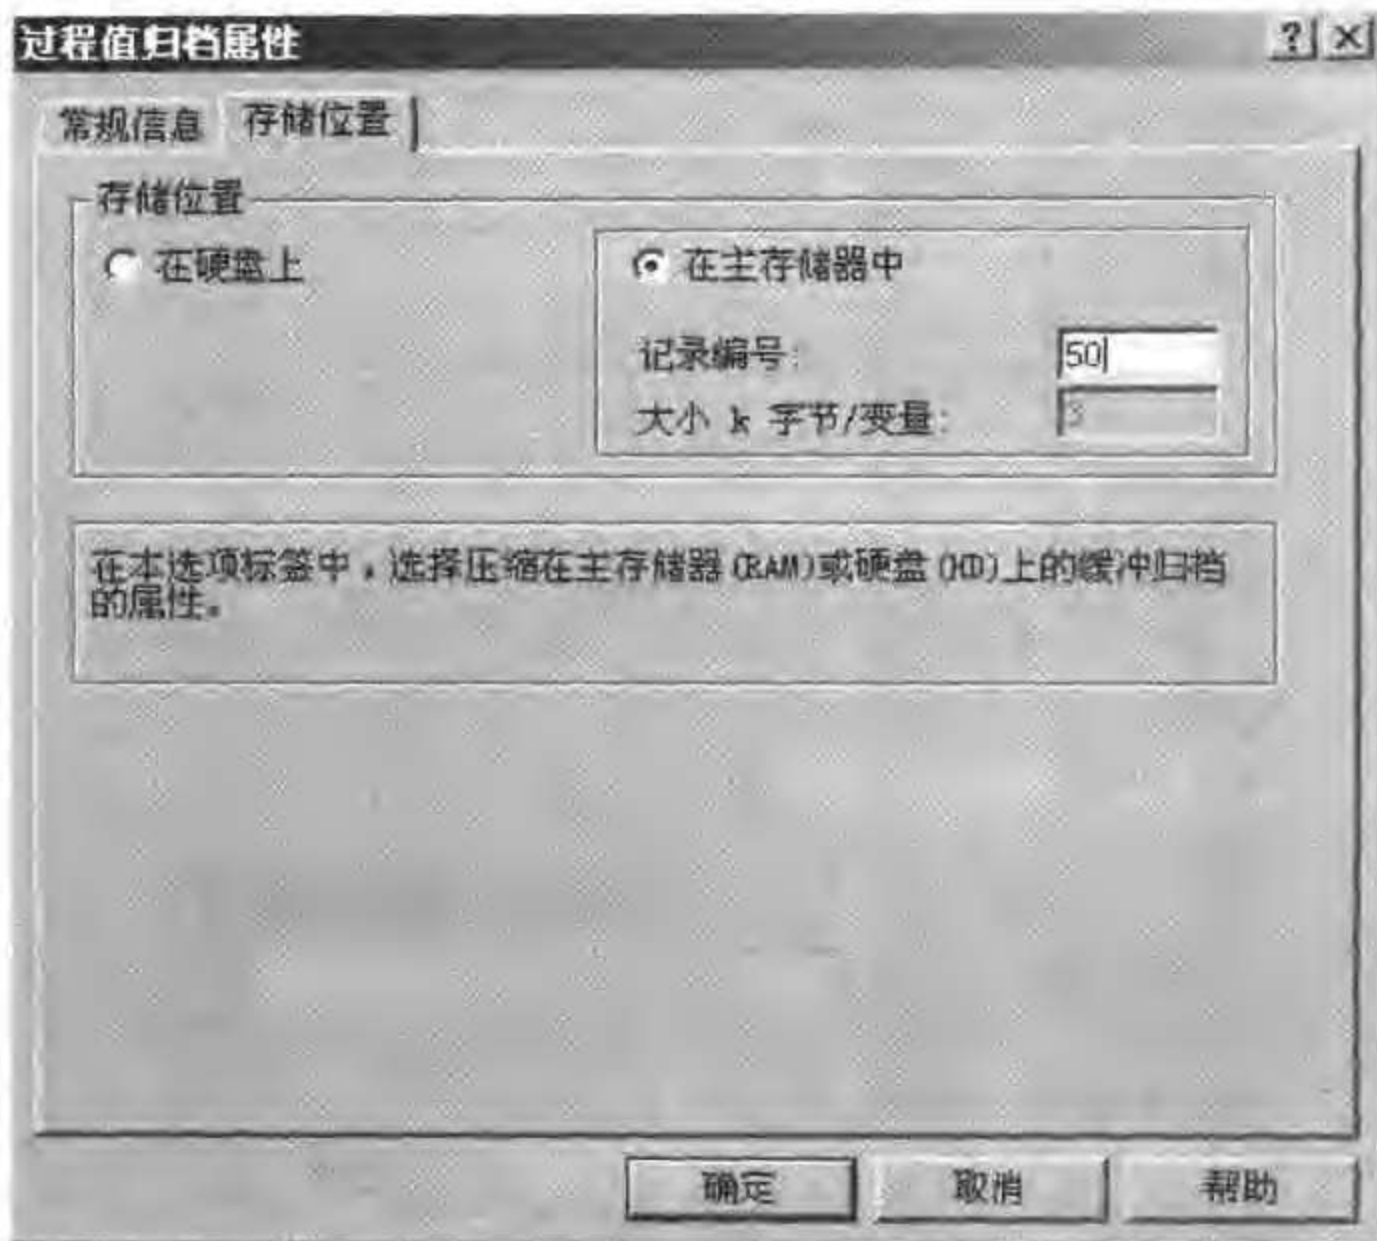 过程值归档属性
常规信息 存储位置
存储位置
在硬盘上
在主存储器中
记录编号: 50
大小 k 字节/变量: 3
在本选项标签中,选择压缩在主存储器(RAM)或硬盘(HD)上的缓冲归档
的属性。
确定 取消 帮助